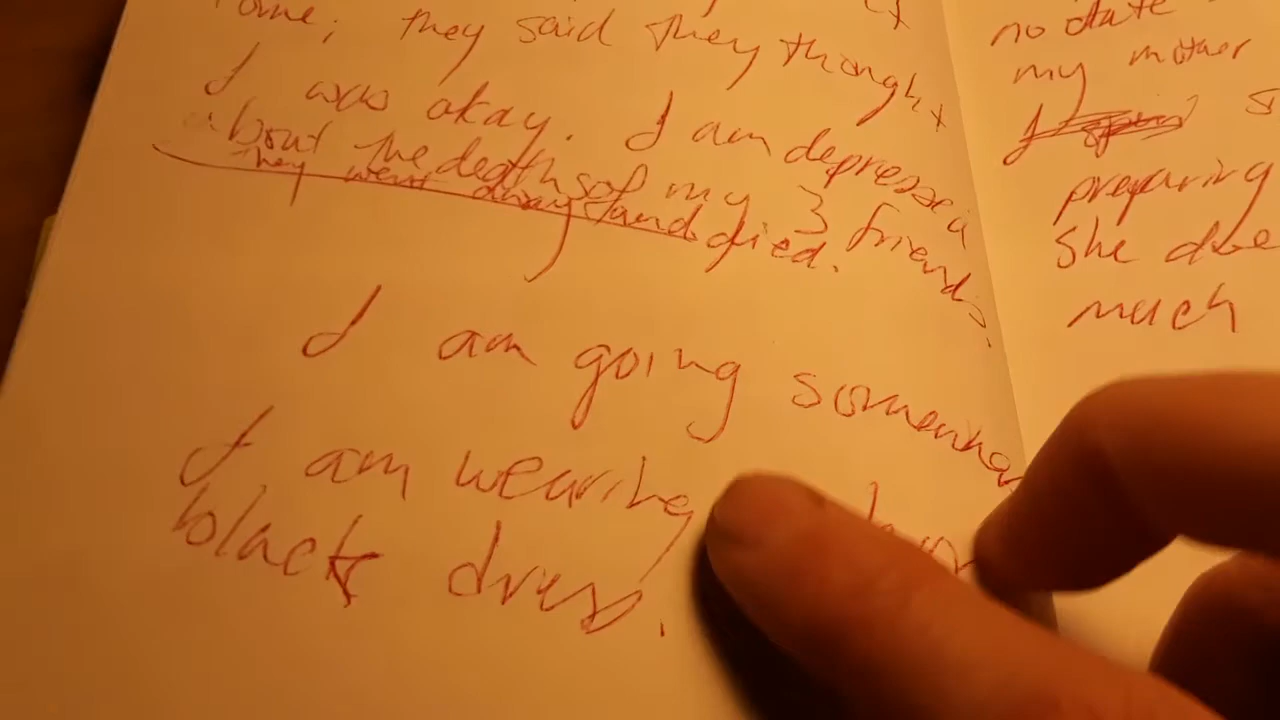 they said they thought
I was okay. I am depressed
about the deaths of my 3 friends.
They went away and died.
I am going somewhere
I am wearing
black dress.
no date
my mother
I
preparing
She
much